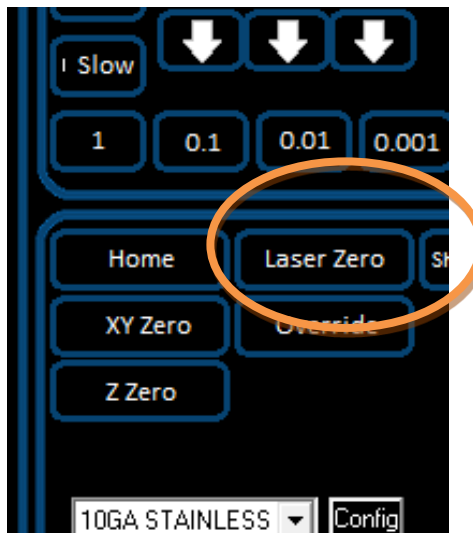 Slow
1 0.1 0.01 0.001
Home Laser Zero
XY Zero Override
Z Zero
10GA STAINLESS Config